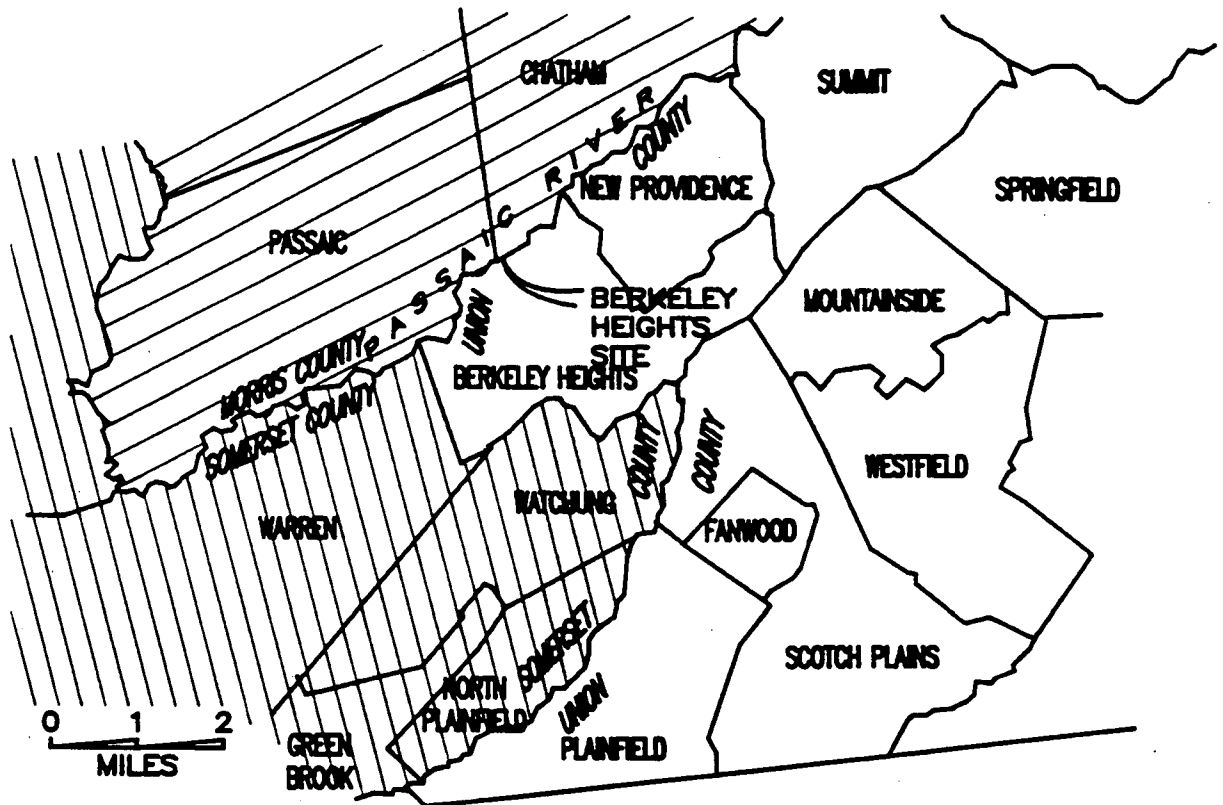 CHATHAM
SUMMIT
PASSAIC RIVER
COUNTY
NEW PROVIDENCE
SPRINGFIELD
PASSAIC
UNION
BERKELEY
HEIGHTS
SITE
MOUNTAINSIDE
MORRIS COUNTY
SOMERSET COUNTY
BERKELEY HEIGHTS
COUNTY
COUNTY
WESTFIELD
WATCHUNG
WARREN
FANWOOD
SOMERSET
SCOTCH PLAINS
NORTH
PLAINFIELD
UNION
PLAINFIELD
GREEN
BROOK
0 1 2
MILES